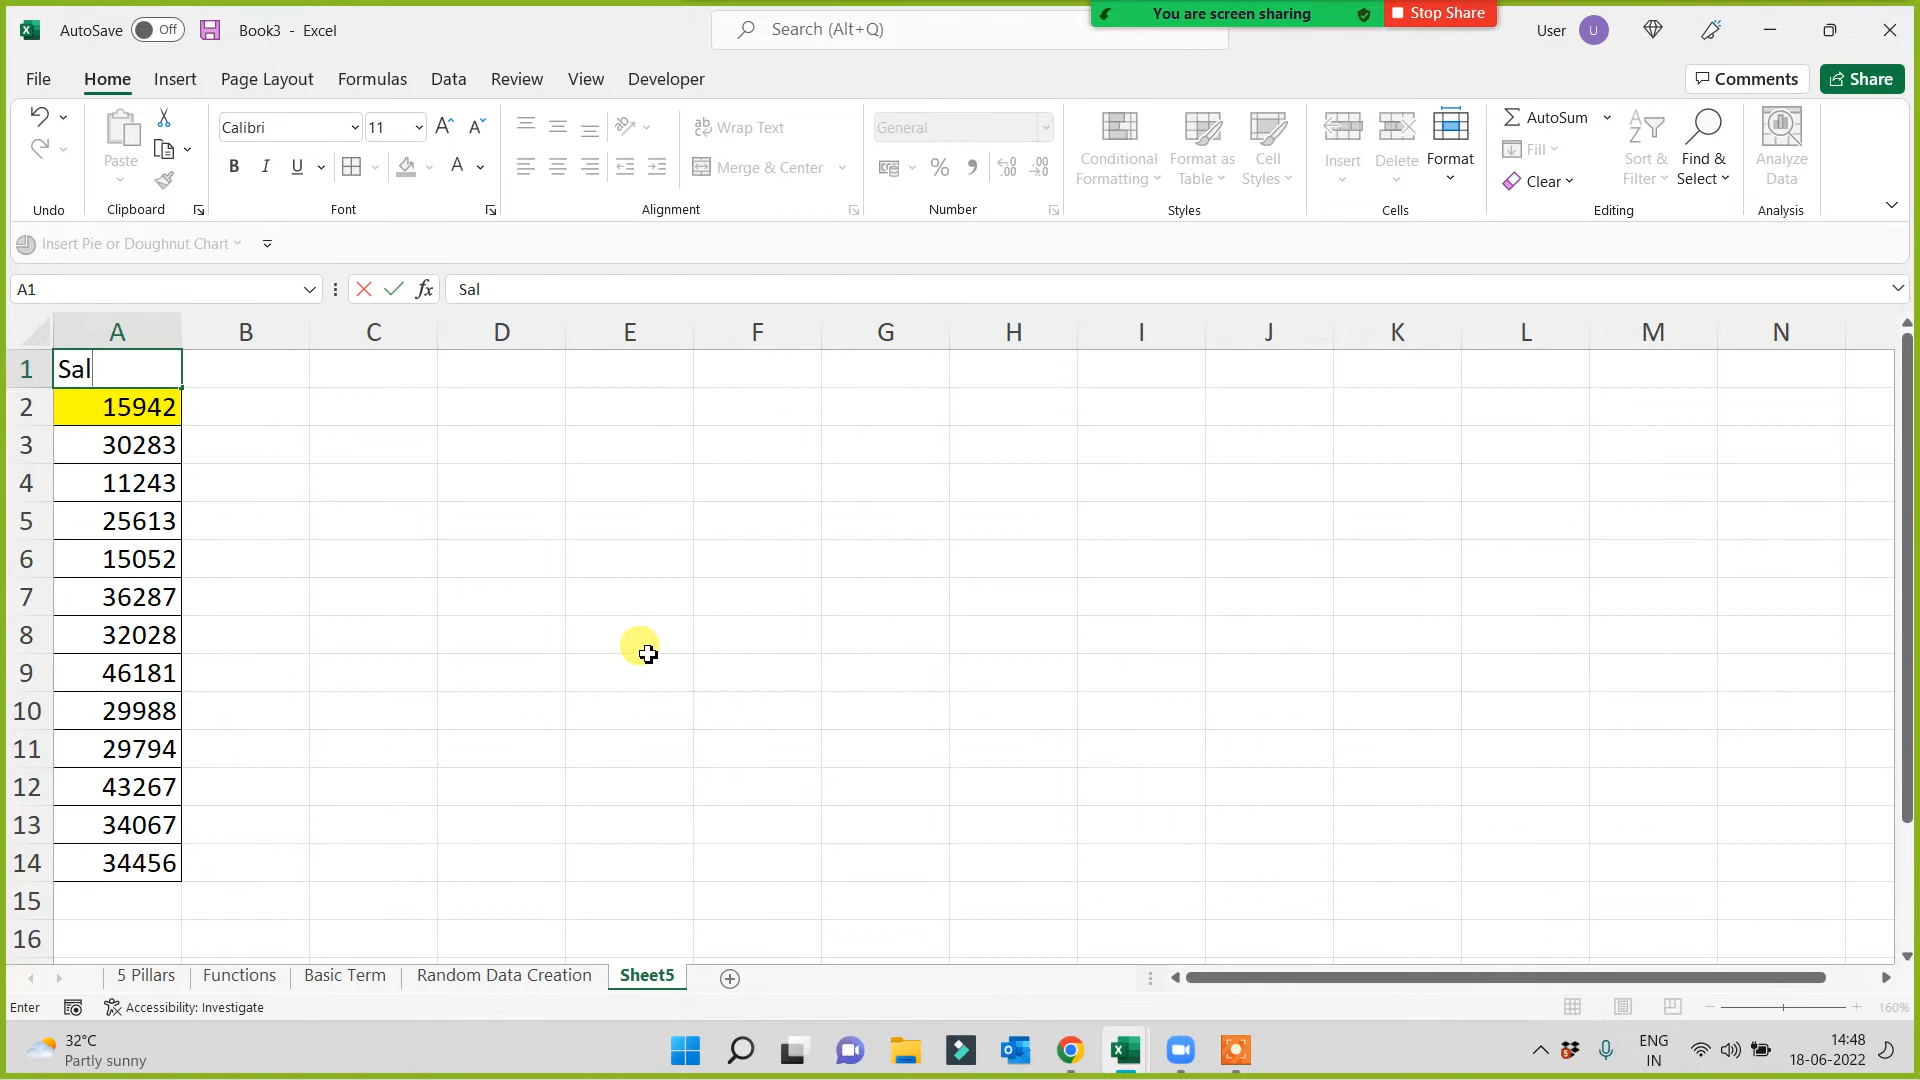 You are screen sharing
Stop Share
AutoSave Off Book3 - Excel
Search (Alt+Q)
User U
File Home Insert Page Layout Formulas Data Review View Developer
Comments Share
Paste
Calibri 11
B I U A
Wrap Text
Merge & Center
General
Conditional Formatting
Format as Table
Cell Styles
Insert Delete Format
AutoSum
Fill
Clear
Sort & Filter
Find & Select
Analyze Data
Undo Clipboard Font Alignment Number Styles Cells Editing Analysis
Insert Pie or Doughnut Chart
A1 fx Sal
A B C D E F G H I J K L M N
1 Sal
2 15942
3 30283
4 11243
5 25613
6 15052
7 36287
8 32028
9 46181
10 29988
11 29794
12 43267
13 34067
14 34456
15
16
5 Pillars Functions Basic Term Random Data Creation Sheet5
Enter Accessibility: Investigate 160%
32°C
Partly sunny
ENG
IN
14:48
18-06-2022